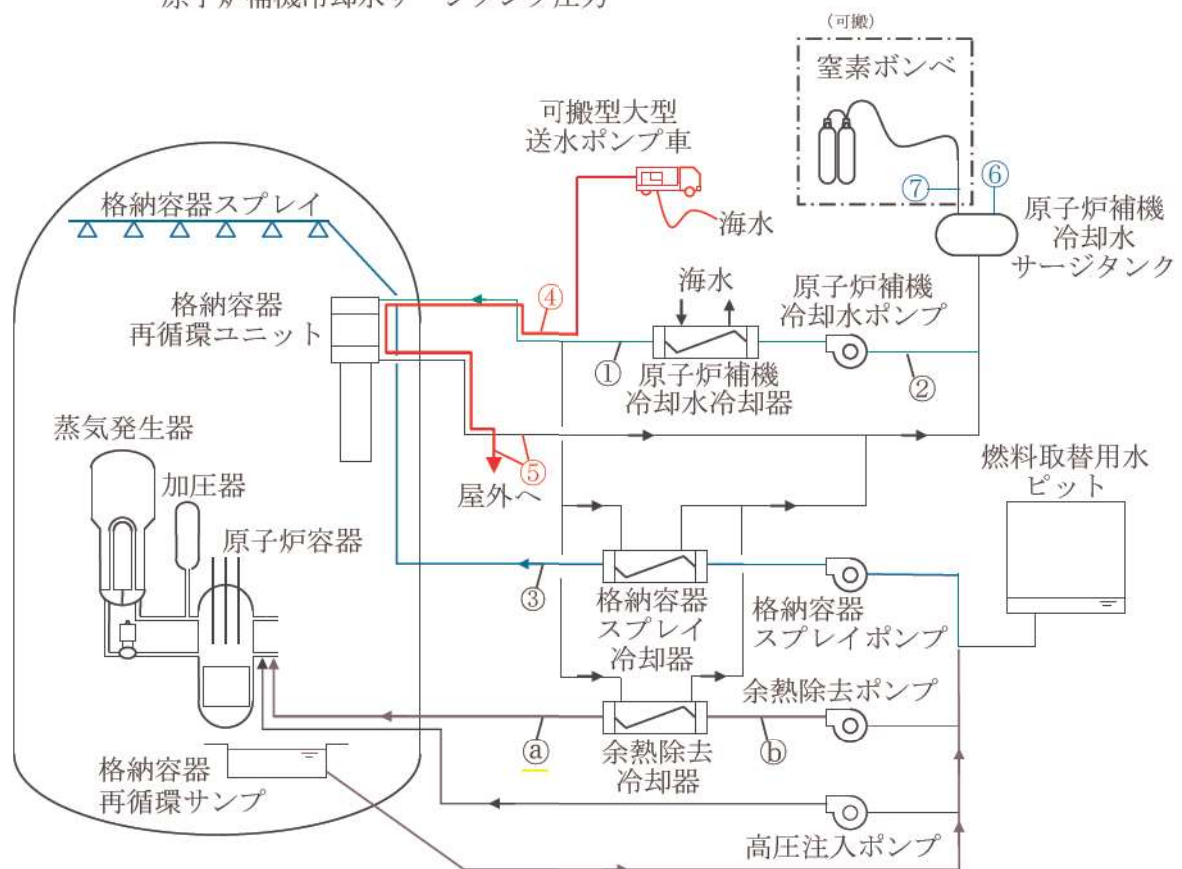 原子炉補機冷却水サージタンク圧力
(可搬)
窒素ボンベ
可搬型大型
送水ポンプ車
海水
⑦
⑥
原子炉補機
冷却水
サージタンク
格納容器スプレイ
格納容器
再循環ユニット
④
海水
原子炉補機
冷却水ポンプ
①
原子炉補機
冷却水冷却器
②
⑤
屋外へ
蒸気発生器
加圧器
原子炉容器
燃料取替用水
ピット
③
格納容器
スプレイ
冷却器
格納容器
スプレイポンプ
余熱除去ポンプ
ⓐ
余熱除去
冷却器
ⓑ
格納容器
再循環サンプ
高圧注入ポンプ